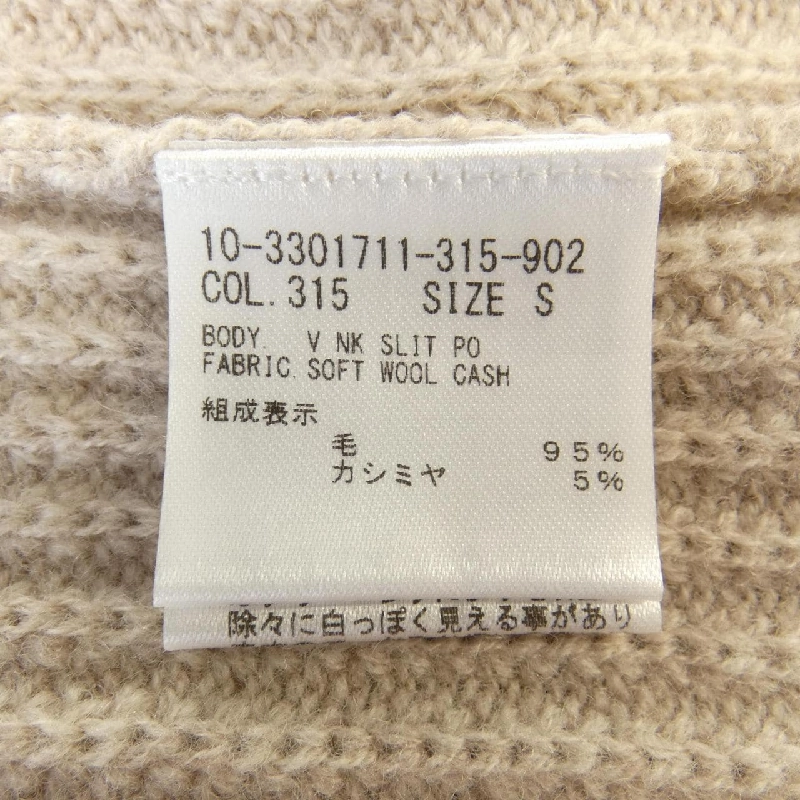 10-3301711-315-902
COL.315 SIZE S
BODY. V NK SLIT PO
FABRIC.SOFT WOOL CASH
組成表示
毛 95%
カシミヤ 5%
除々に白っぽく見える事があり